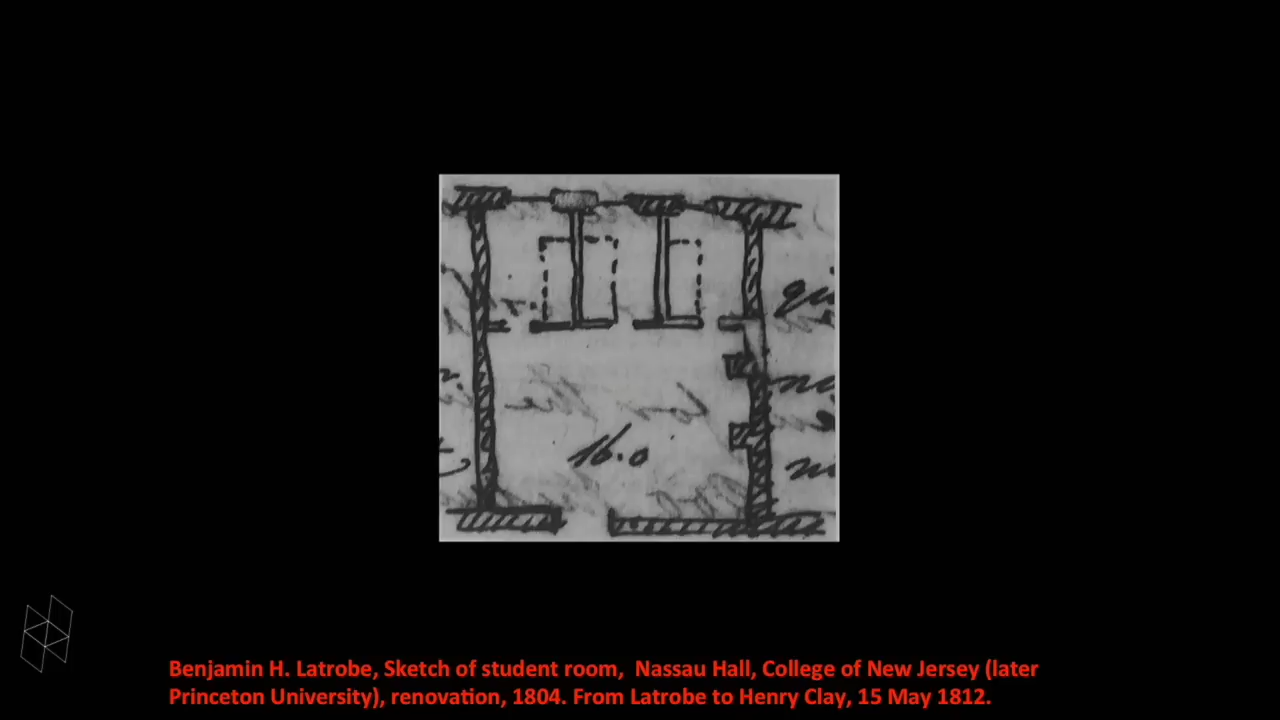 16.0
Benjamin H. Latrobe, Sketch of student room,  Nassau Hall, College of New Jersey (later
Princeton University), renovation, 1804. From Latrobe to Henry Clay, 15 May 1812.